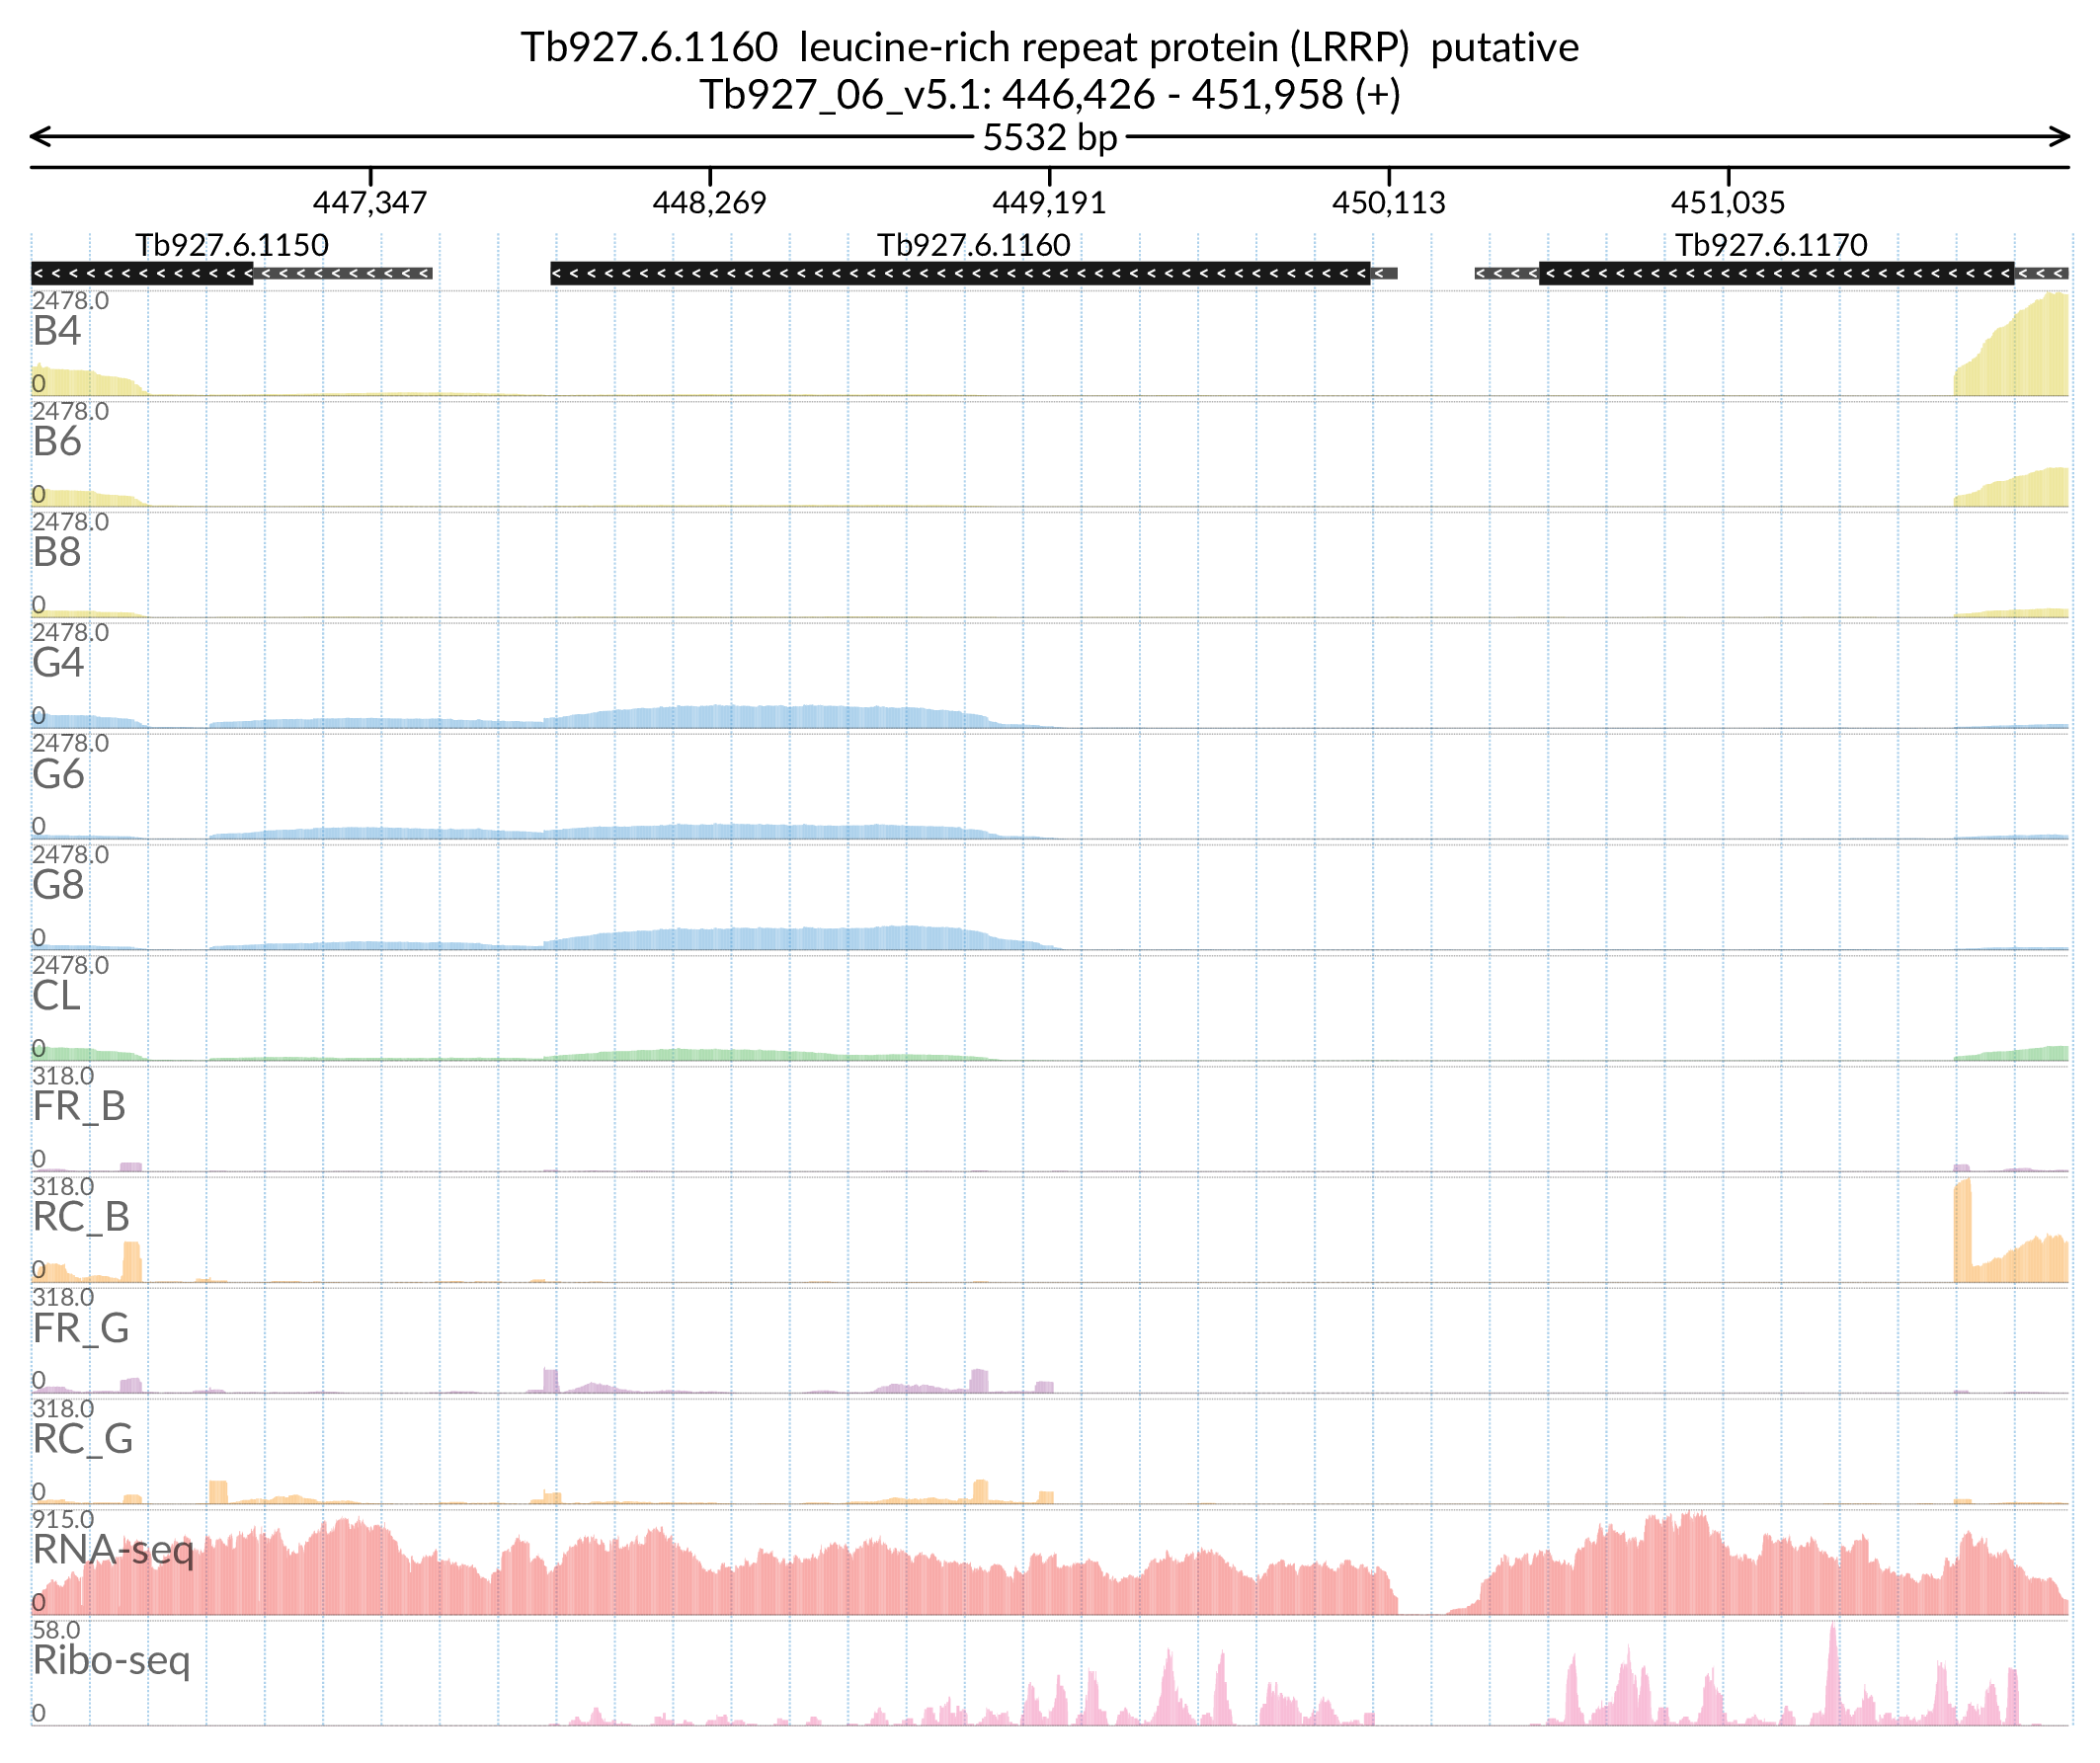 Tb927.6.1160  leucine-rich repeat protein (LRRP)  putative
Tb927_06_v5.1: 446,426 - 451,958 (+)
5532 bp
447,347 448,269 449,191 450,113 451,035
Tb927.6.1150 Tb927.6.1160 Tb927.6.1170
2478.0
B4
0
2478.0
B6
0
2478.0
B8
0
2478.0
G4
0
2478.0
G6
0
2478.0
G8
0
2478.0
CL
0
318.0
FR_B
0
318.0
RC_B
0
318.0
FR_G
0
318.0
RC_G
0
915.0
RNA-seq
0
58.0
Ribo-seq
0